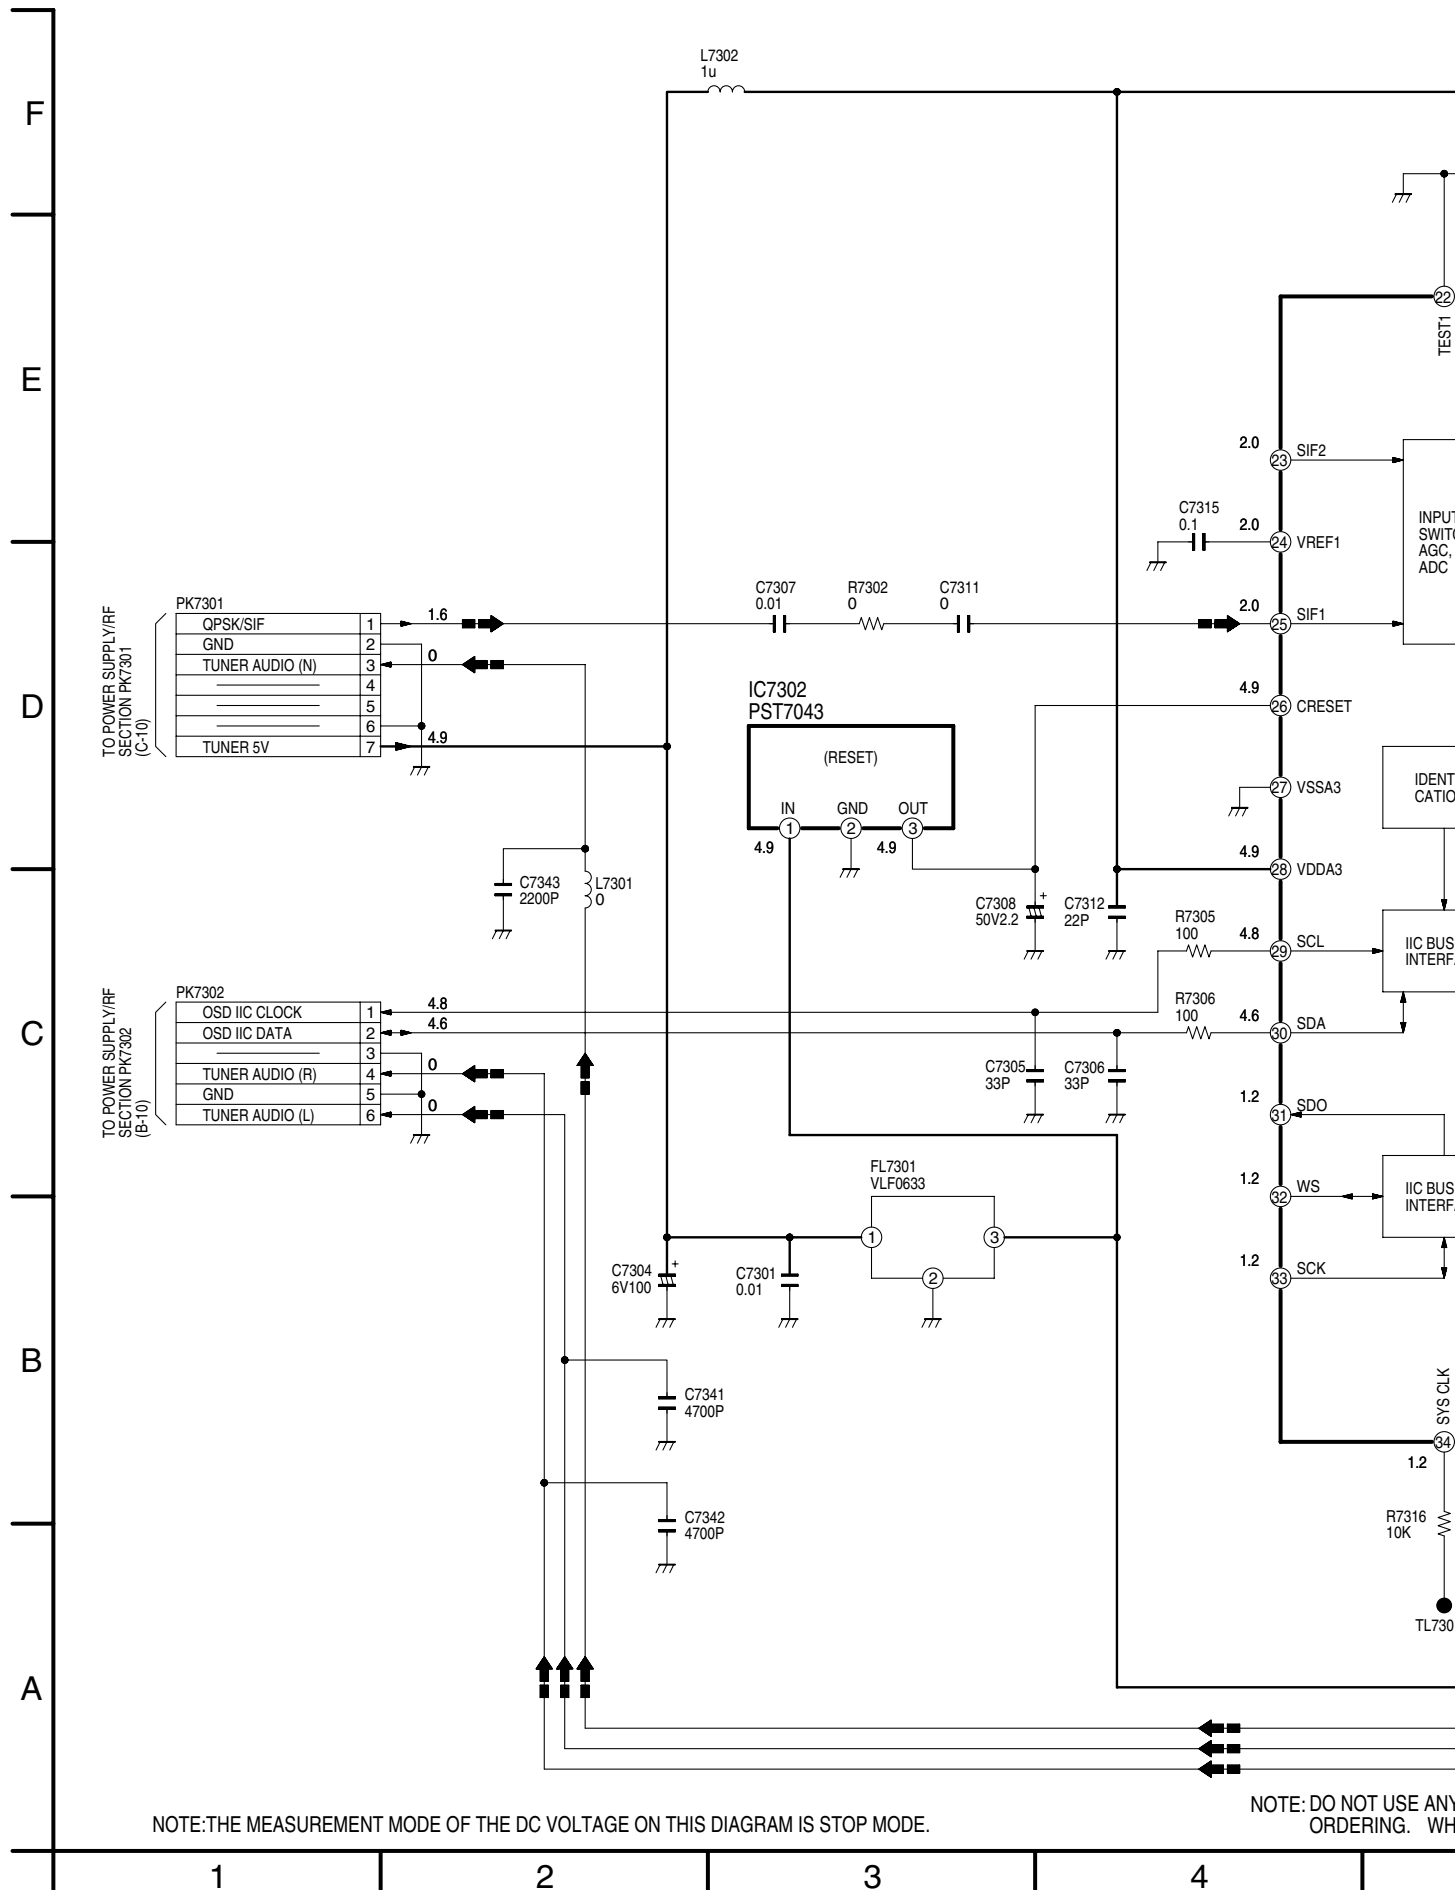 F
L7302
1u
22
TEST1
E
2.0
23
SIF2
C7315
0.1
2.0
24
VREF1
INPUT
SWITC
AGC,
ADC
TO POWER SUPPLY/RF
SECTION PK7301
(C-10)
PK7301
QPSK/SIF 1
GND 2
TUNER AUDIO (N) 3
4
5
6
TUNER 5V 7
1.6
0
4.9
C7307
0.01
R7302
0
C7311
0
2.0
25
SIF1
D
IC7302
PST7043
(RESET)
IN GND OUT
1 2 3
4.9 4.9
4.9
26
CRESET
27
VSSA3
IDENT
CATIO
4.9
28
VDDA3
C7343
2200P
L7301
0
C7308
50V2.2
+
C7312
22P
R7305
100
4.8
29
SCL
IIC BUS
INTERF
TO POWER SUPPLY/RF
SECTION PK7302
(B-10)
PK7302
OSD IIC CLOCK 1
OSD IIC DATA 2
3
TUNER AUDIO (R) 4
GND 5
TUNER AUDIO (L) 6
4.8
4.6
0
0
C
R7306
100
4.6
30
SDA
C7305
33P
C7306
33P
1.2
31
SDO
FL7301
VLF0633
1 3
2
1.2
32
WS
IIC BUS
INTERF
C7304
6V100
+
C7301
0.01
1.2
33
SCK
B
C7341
4700P
SYS CLK
34
1.2
C7342
4700P
R7316
10K
TL730
A
NOTE:THE MEASUREMENT MODE OF THE DC VOLTAGE ON THIS DIAGRAM IS STOP MODE.
NOTE: DO NOT USE ANY
ORDERING. WH
1 2 3 4